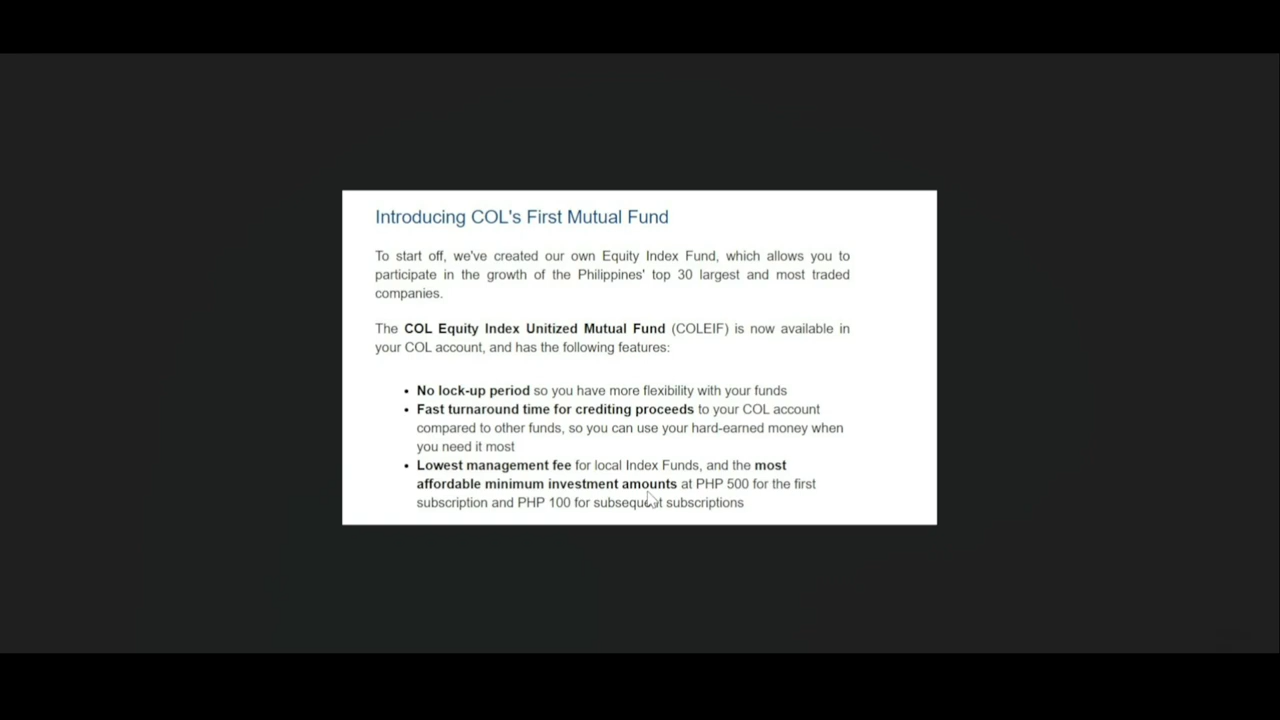 Introducing COL's First Mutual Fund
To start off, we've created our own Equity Index Fund, which allows you to
participate in the growth of the Philippines' top 30 largest and most traded
companies.
The COL Equity Index Unitized Mutual Fund (COLEIF) is now available in
your COL account, and has the following features:
• No lock-up period so you have more flexibility with your funds
• Fast turnaround time for crediting proceeds to your COL account
compared to other funds, so you can use your hard-earned money when
you need it most
• Lowest management fee for local Index Funds, and the most
affordable minimum investment amounts at PHP 500 for the first
subscription and PHP 100 for subsequent subscriptions